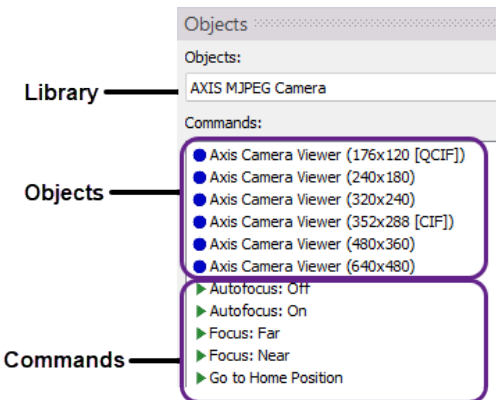 Objects
Objects:
Library
AXIS MJPEG Camera
Commands:
Axis Camera Viewer (176x120 [QCIF])
Axis Camera Viewer (240x180)
Objects
Axis Camera Viewer (320x240)
Axis Camera Viewer (352x288 [CIF])
Axis Camera Viewer (480x360)
Axis Camera Viewer (640x480)
Autofocus: Off
Autofocus: On
Focus: Far
Commands
Focus: Near
Go to Home Position